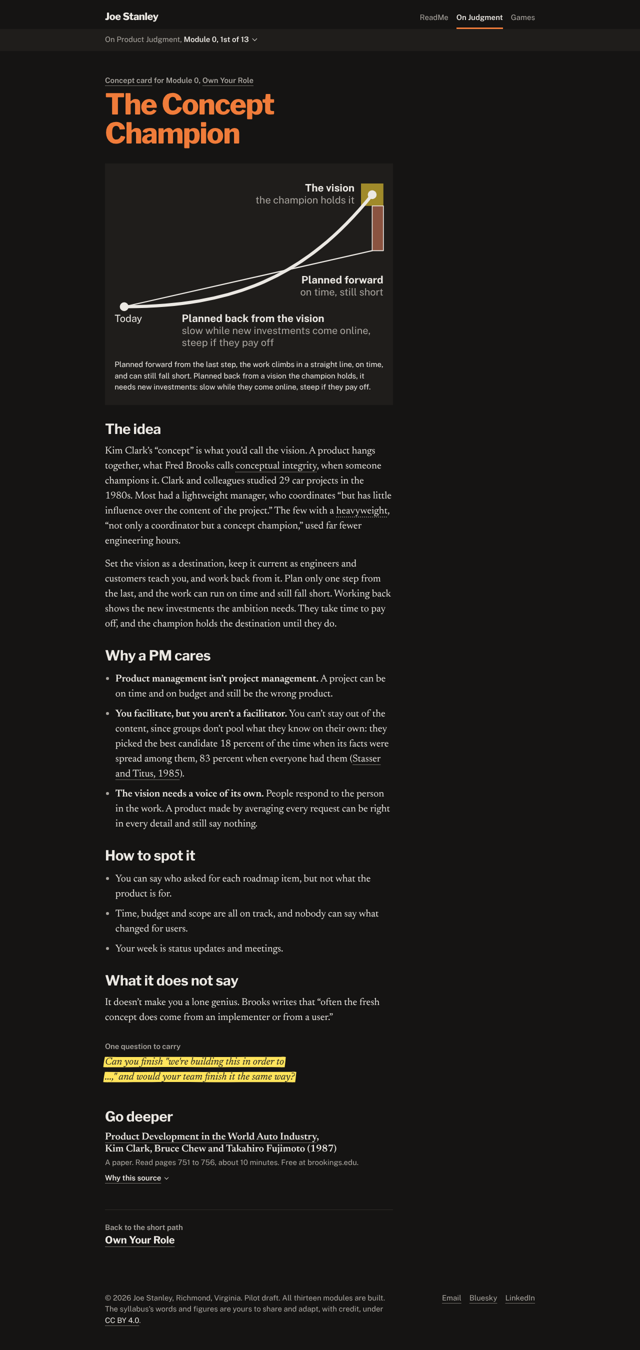 Joe Stanley
ReadMe On Judgment Games
On Product Judgment, Module 0, 1st of 13
Concept card for Module 0, Own Your Role
The Concept
Champion
The vision
the champion holds it
Planned forward
on time, still short
Today
Planned back from the vision
slow while new investments come online,
steep if they pay off
Planned forward from the last step, the work climbs in a straight line, on time,
and can still fall short. Planned back from a vision the champion holds, it
needs new investments: slow while they come online, steep if they pay off.
The idea
Kim Clark’s “concept” is what you’d call the vision. A product hangs
together, what Fred Brooks calls conceptual integrity, when someone
champions it. Clark and colleagues studied 29 car projects in the
1980s. Most had a lightweight manager, who coordinates “but has little
influence over the content of the project.” The few with a heavyweight,
“not only a coordinator but a concept champion,” used far fewer
engineering hours.
Set the vision as a destination, keep it current as engineers and
customers teach you, and work back from it. Plan only one step from
the last, and the work can run on time and still fall short. Working back
shows the new investments the ambition needs. They take time to pay
off, and the champion holds the destination until they do.
Why a PM cares
Product management isn’t project management. A project can be
on time and on budget and still be the wrong product.
You facilitate, but you aren’t a facilitator. You can’t stay out of the
content, since groups don’t pool what they know on their own: they
picked the best candidate 18 percent of the time when its facts were
spread among them, 83 percent when everyone had them (Stasser
and Titus, 1985).
The vision needs a voice of its own. People respond to the person
in the work. A product made by averaging every request can be right
in every detail and still say nothing.
How to spot it
You can say who asked for each roadmap item, but not what the
product is for.
Time, budget and scope are all on track, and nobody can say what
changed for users.
Your week is status updates and meetings.
What it does not say
It doesn’t make you a lone genius. Brooks writes that “often the fresh
concept does come from an implementer or from a user.”
One question to carry
Can you finish "we're building this in order to
...," and would your team finish it the same way?
Go deeper
Product Development in the World Auto Industry,
Kim Clark, Bruce Chew and Takahiro Fujimoto (1987)
A paper. Read pages 751 to 756, about 10 minutes. Free at brookings.edu.
Why this source
Back to the short path
Own Your Role
© 2026 Joe Stanley, Richmond, Virginia. Pilot draft. All thirteen modules are built.
The syllabus’s words and figures are yours to share and adapt, with credit, under
CC BY 4.0.
Email Bluesky LinkedIn